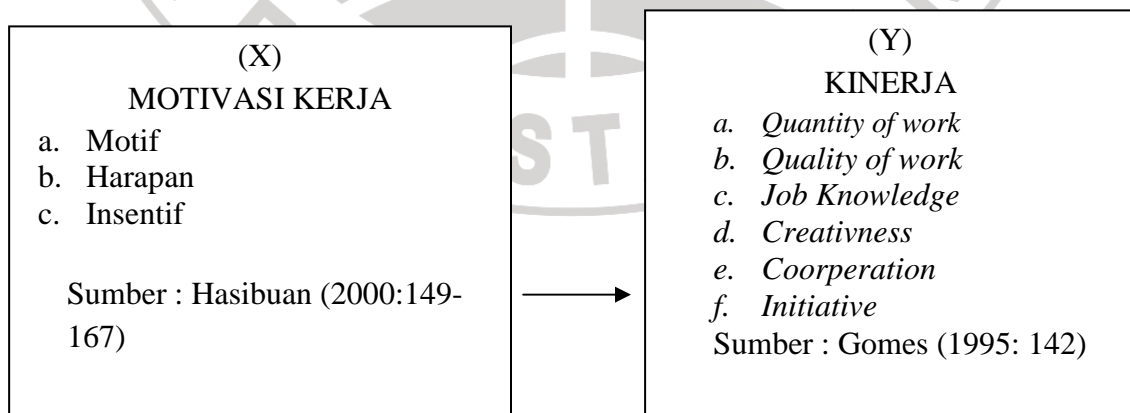 (X)
MOTIVASI KERJA
a. Motif
b. Harapan
c. Insentif
Sumber : Hasibuan (2000:149-
167)
(Y)
KINERJA
a. Quantity of work
b. Quality of work
c. Job Knowledge
d. Creativness
e. Coorperation
f. Initiative
Sumber : Gomes (1995: 142)